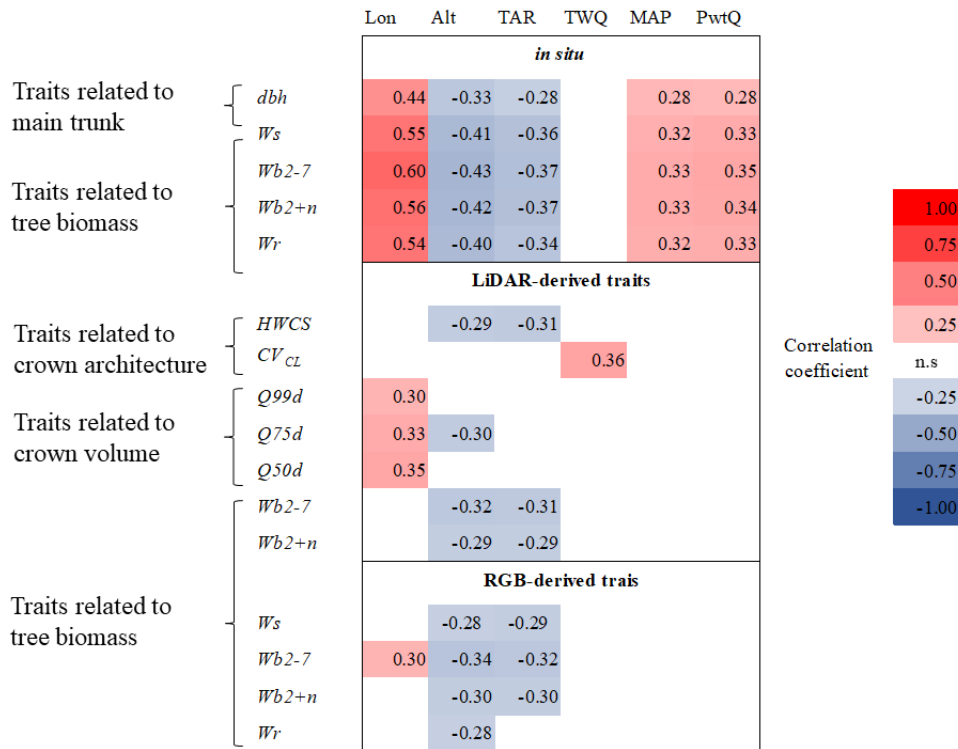 Lon Alt TAR TWQ MAP PwtQ
in situ
Traits related to
main trunk
dbh 0.44 -0.33 -0.28 0.28 0.28
Ws 0.55 -0.41 -0.36 0.32 0.33
Traits related to
tree biomass
Wb2-7 0.60 -0.43 -0.37 0.33 0.35
Wb2+n 0.56 -0.42 -0.37 0.33 0.34
Wr 0.54 -0.40 -0.34 0.32 0.33
LiDAR-derived traits
Traits related to
crown architecture
HWCS -0.29 -0.31
CV CL 0.36
Traits related to
crown volume
Q99d 0.30
Q75d 0.33 -0.30
Q50d 0.35
Wb2-7 -0.32 -0.31
Wb2+n -0.29 -0.29
RGB-derived trais
Traits related to
tree biomass
Ws -0.28 -0.29
Wb2-7 0.30 -0.34 -0.32
Wb2+n -0.30 -0.30
Wr -0.28
Correlation
coefficient
1.00
0.75
0.50
0.25
n.s
-0.25
-0.50
-0.75
-1.00